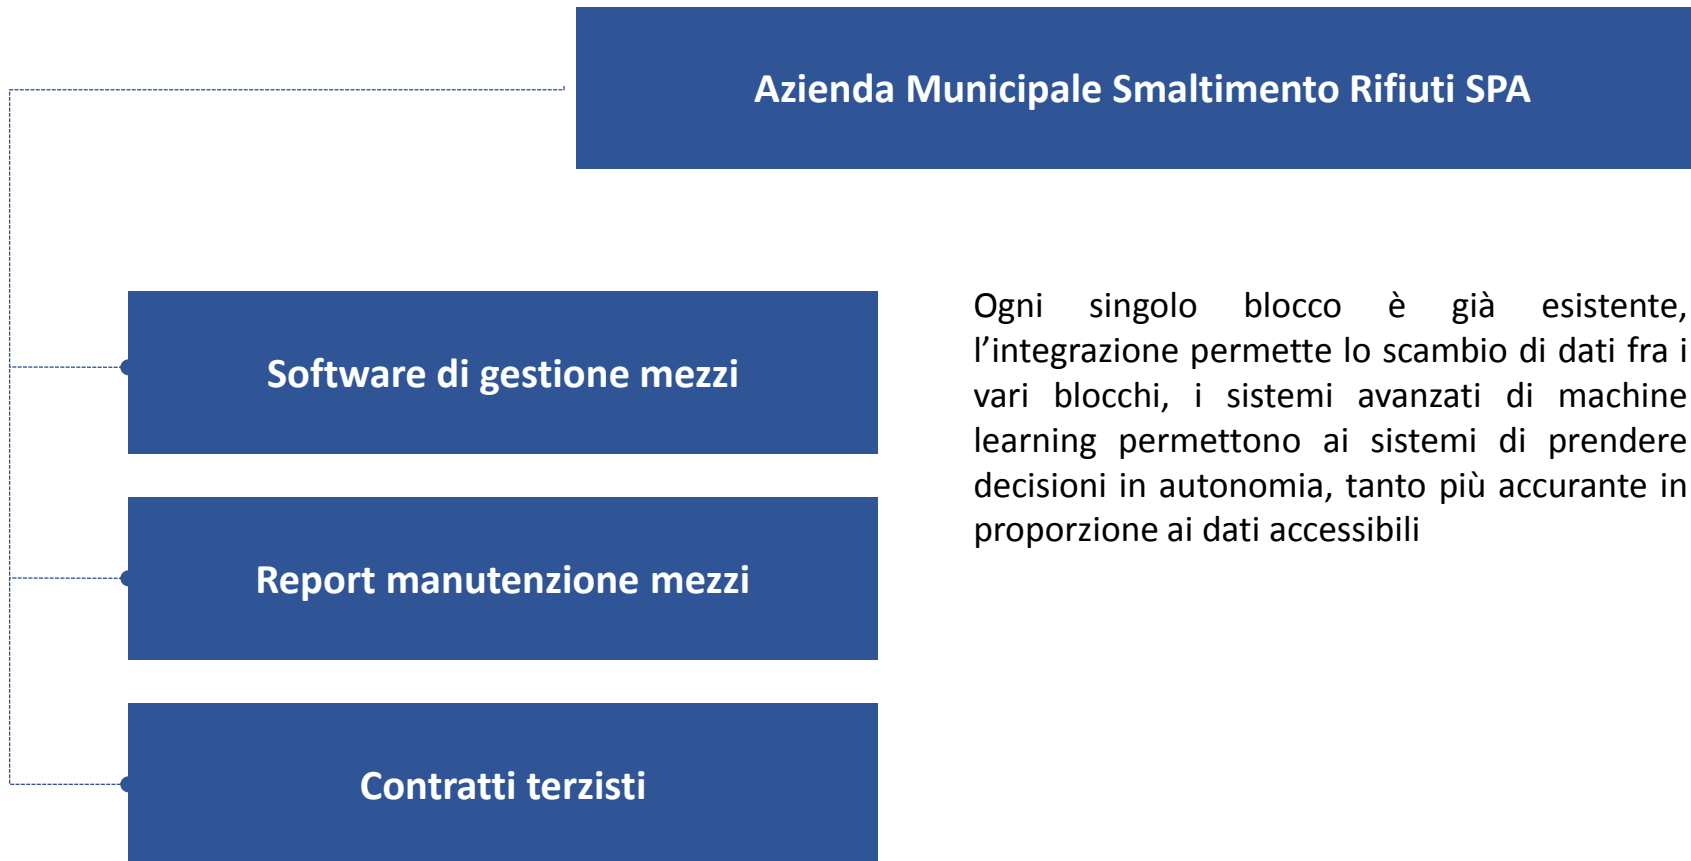 Azienda Municipale Smaltimento Rifiuti SPA
Software di gestione mezzi
Report manutenzione mezzi
Contratti terzisti
Ogni singolo blocco è già esistente,
l’integrazione permette lo scambio di dati fra i
vari blocchi, i sistemi avanzati di machine
learning permettono ai sistemi di prendere
decisioni in autonomia, tanto più accurante in
proporzione ai dati accessibili